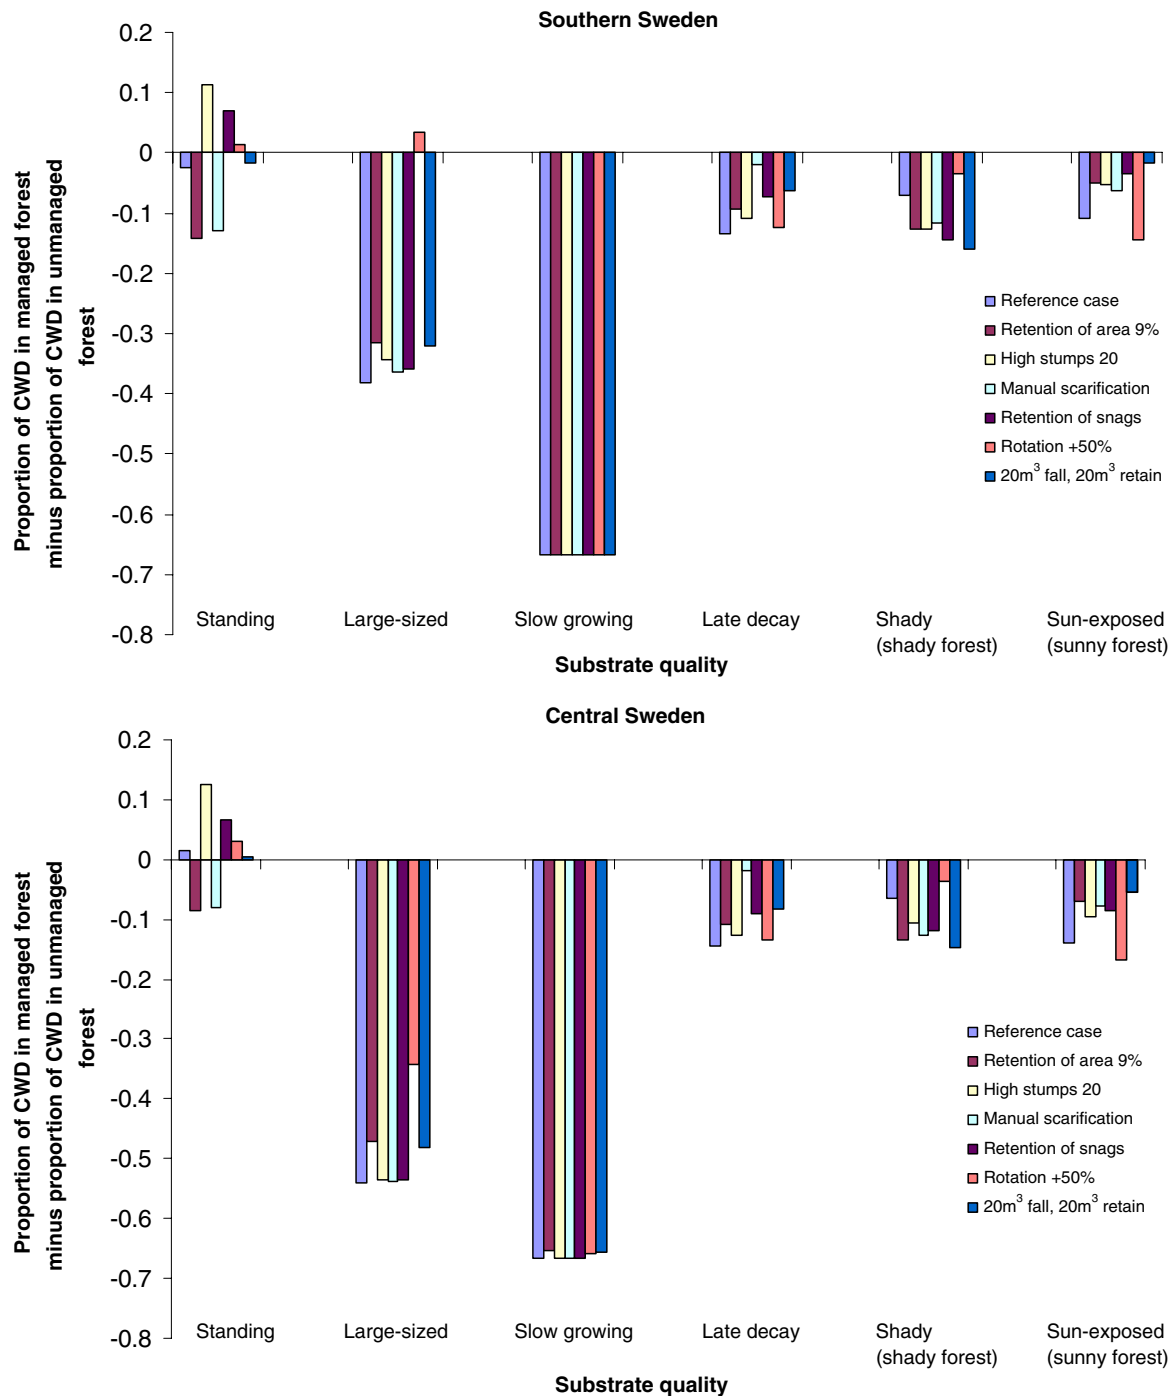 Southern Sweden
0.2
0.1
0
-0.1
-0.2
-0.3
-0.4
-0.5
-0.6
-0.7
-0.8
Proportion of CWD in managed forest
minus proportion of CWD in unmanaged
forest
Reference case
Retention of area 9%
High stumps 20
Manual scarification
Retention of snags
Rotation +50%
20m³ fall, 20m³ retain
Standing
Large-sized
Slow growing
Late decay
Shady
(shady forest)
Sun-exposed
(sunny forest)
Substrate quality
Central Sweden
0.2
0.1
0
-0.1
-0.2
-0.3
-0.4
-0.5
-0.6
-0.7
-0.8
Proportion of CWD in managed forest
minus proportion of CWD in unmanaged
forest
Reference case
Retention of area 9%
High stumps 20
Manual scarification
Retention of snags
Rotation +50%
20m³ fall, 20m³ retain
Standing
Large-sized
Slow growing
Late decay
Shady
(shady forest)
Sun-exposed
(sunny forest)
Substrate quality